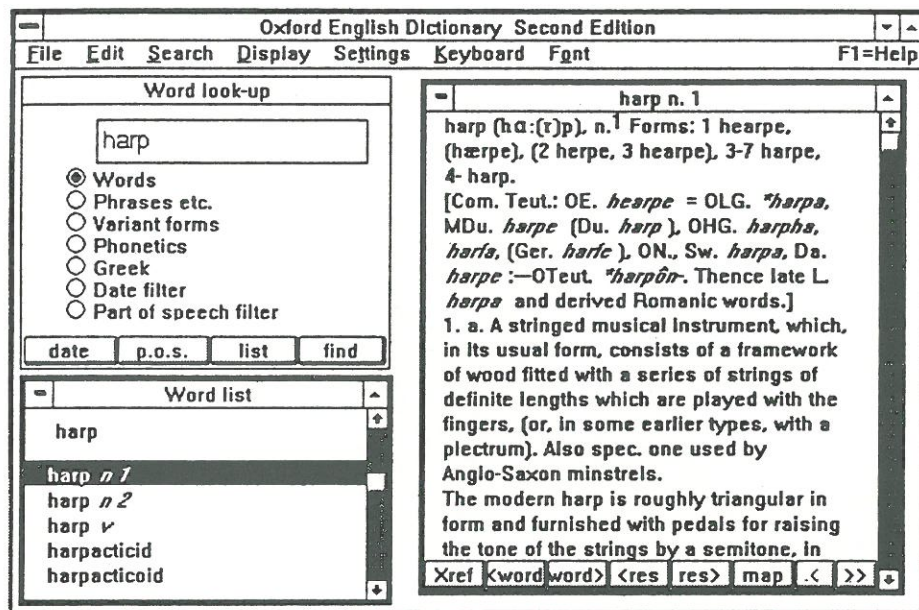 Oxford English Dictionary Second Edition
File Edit Search Display Settings Keyboard Font F1=Help
Word look-up
harp
Words
Phrases etc.
Variant forms
Phonetics
Greek
Date filter
Part of speech filter
date p.o.s. list find
Word list
harp
harp n 1
harp n 2
harp v
harpacticid
harpacticoid
harp n. 1
harp (hɑː(r)p), n.1 Forms: 1 hearpe,
(hærpe), (2 herpe, 3 hearpe), 3-7 harpe,
4- harp.
[Com. Teut.: OE. hearpe = OLG. *harpa,
MDu. harpe (Du. harp ), OHG. harpha,
harfa, (Ger. harfe ), ON., Sw. harpa, Da.
harpe :—OTeut. *harpôn-. Thence late L.
harpa and derived Romanic words.]
1. a. A stringed musical instrument, which,
in its usual form, consists of a framework
of wood fitted with a series of strings of
definite lengths which are played with the
fingers, (or, in some earlier types, with a
plectrum). Also spec. one used by
Anglo-Saxon minstrels.
The modern harp is roughly triangular in
form and furnished with pedals for raising
the tone of the strings by a semitone, in
Xref <word word> <res res> map .< >>